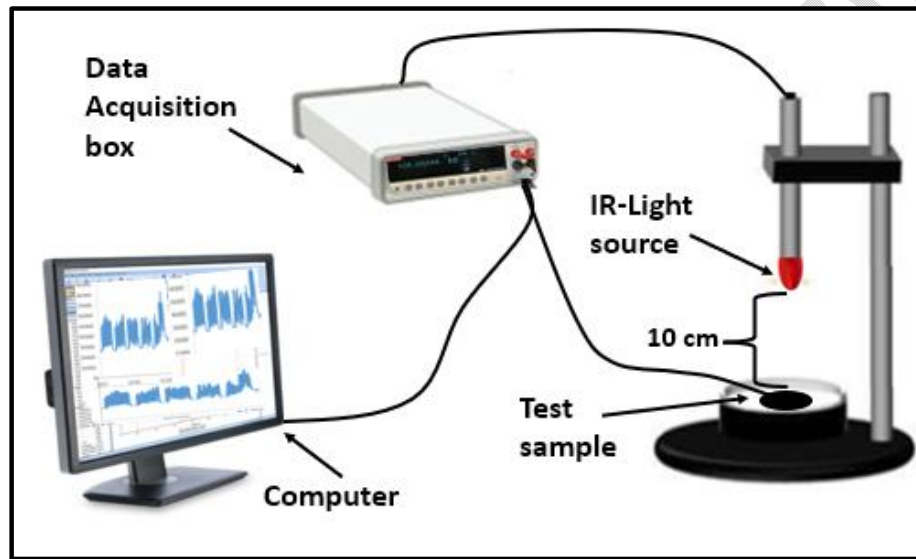 Data
Acquisition
box
IR-Light
source
10 cm
Test
sample
Computer